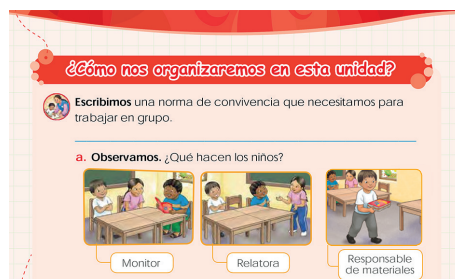 ¿Cómo nos organizaremos en esta unidad?
Escribimos una norma de convivencia que necesitamos para
trabajar en grupo.
a. Observamos. ¿Qué hacen los niños?
Monitor
Relatora
Responsable
de materiales